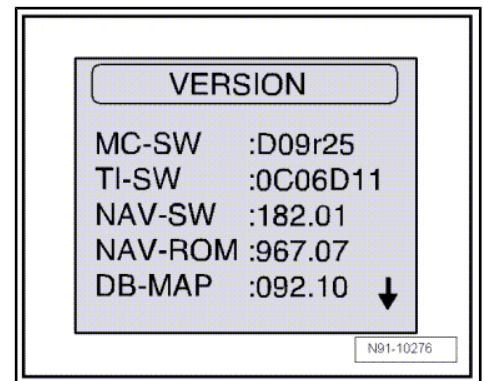 VERSION
MC-SW :D09r25
TI-SW :0C06D11
NAV-SW :182.01
NAV-ROM :967.07
DB-MAP :092.10
N91-10276